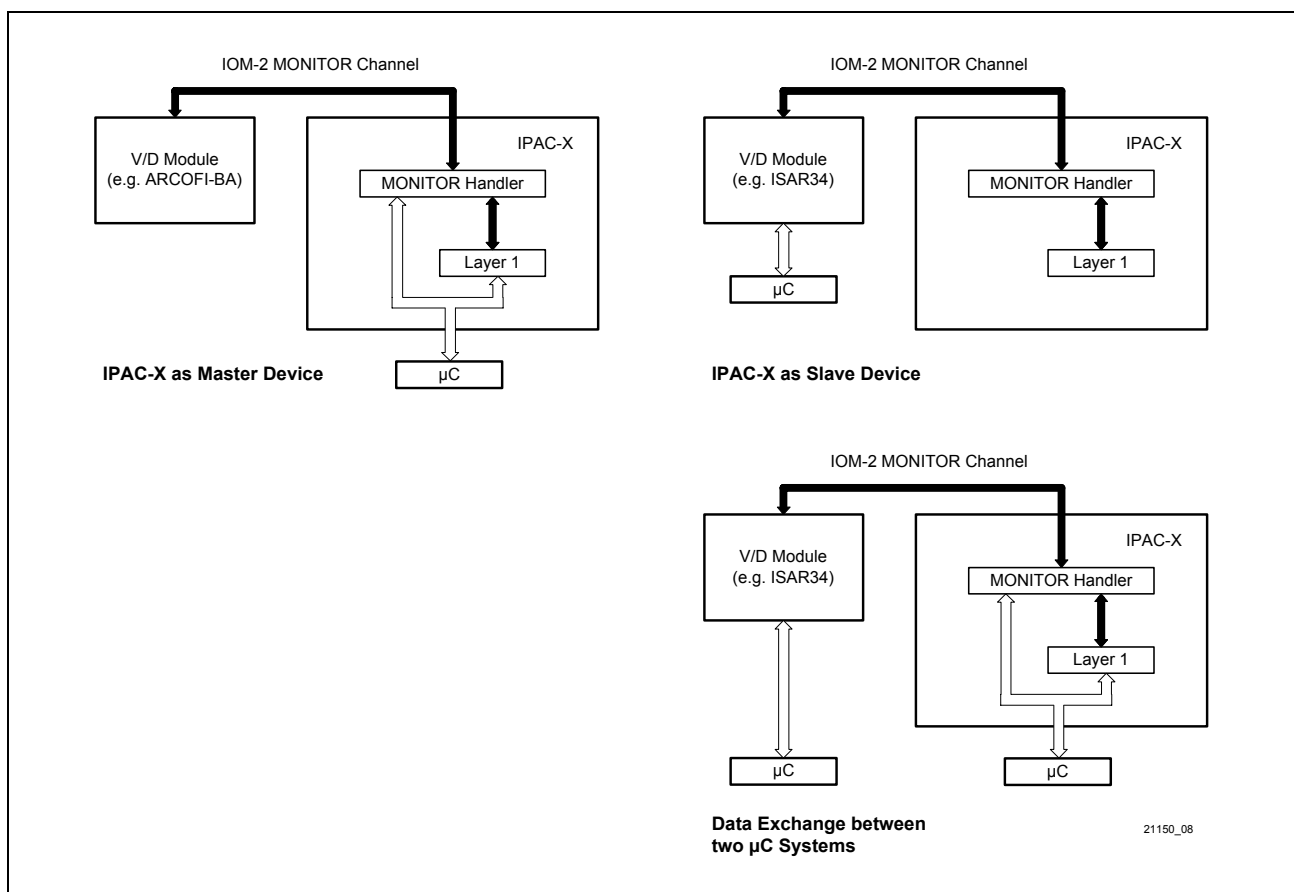 IOM-2 MONITOR Channel
V/D Module
(e.g. ARCOFI-BA)
IPAC-X
MONITOR Handler
Layer 1
µC
IPAC-X as Master Device
IOM-2 MONITOR Channel
V/D Module
(e.g. ISAR34)
µC
IPAC-X
MONITOR Handler
Layer 1
IPAC-X as Slave Device
IOM-2 MONITOR Channel
V/D Module
(e.g. ISAR34)
IPAC-X
MONITOR Handler
Layer 1
µC
µC
Data Exchange between
two µC Systems
21150_08